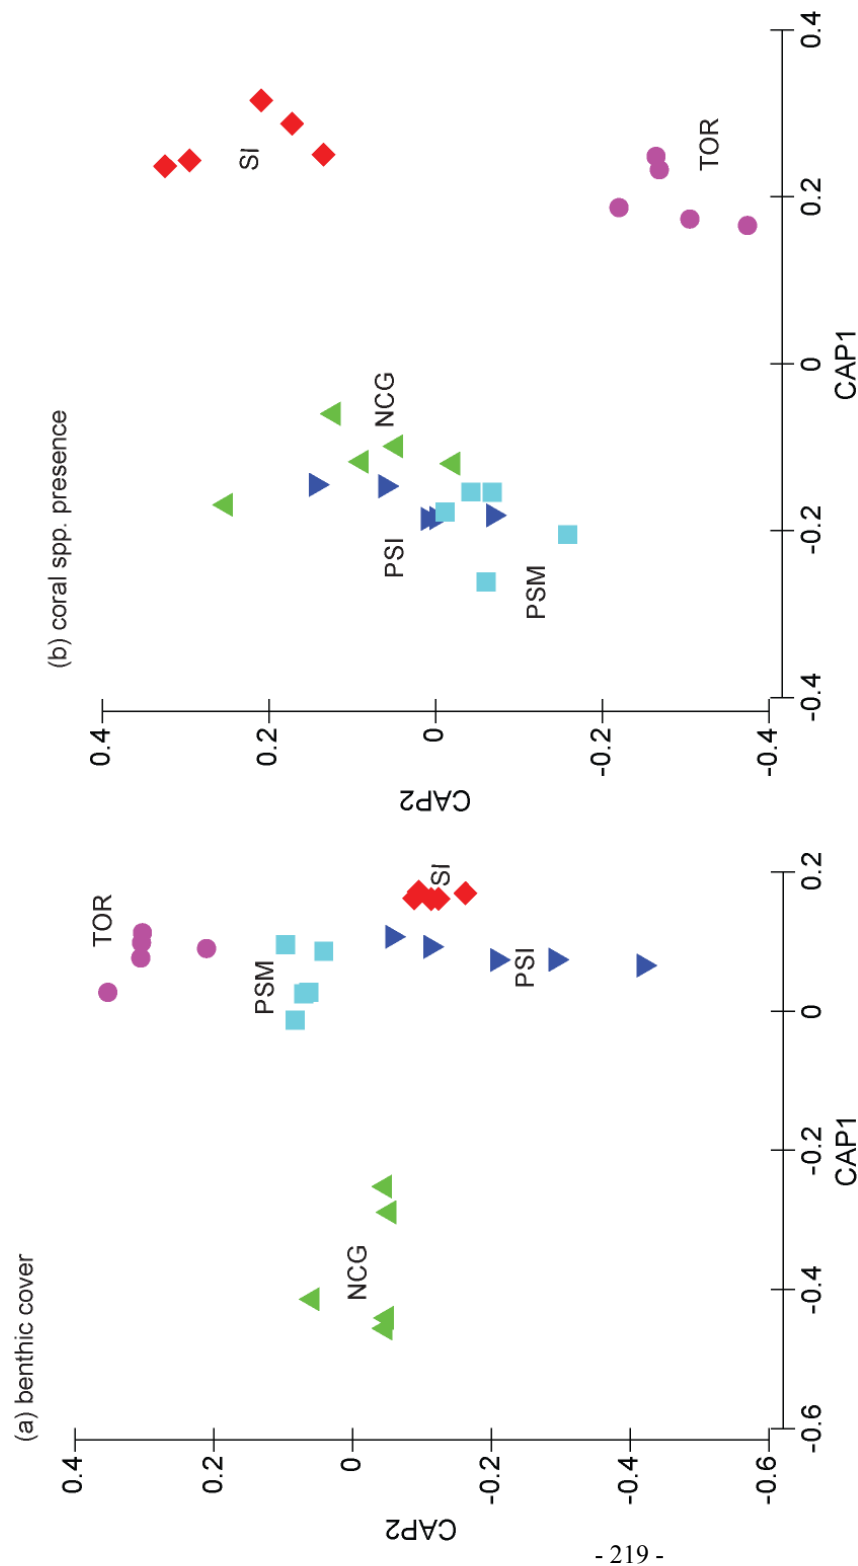 (a) benthic cover
0.4
0.2
0
-0.2
-0.4
-0.6
CAP2
-0.6
-0.4
-0.2
0
0.2
CAP1
NCG
TOR
PSM
PSI
SI
(b) coral spp. presence
0.4
0.2
0
-0.2
-0.4
CAP2
-0.4
-0.2
0
0.2
0.4
CAP1
NCG
PSI
PSM
SI
TOR
- 219 -